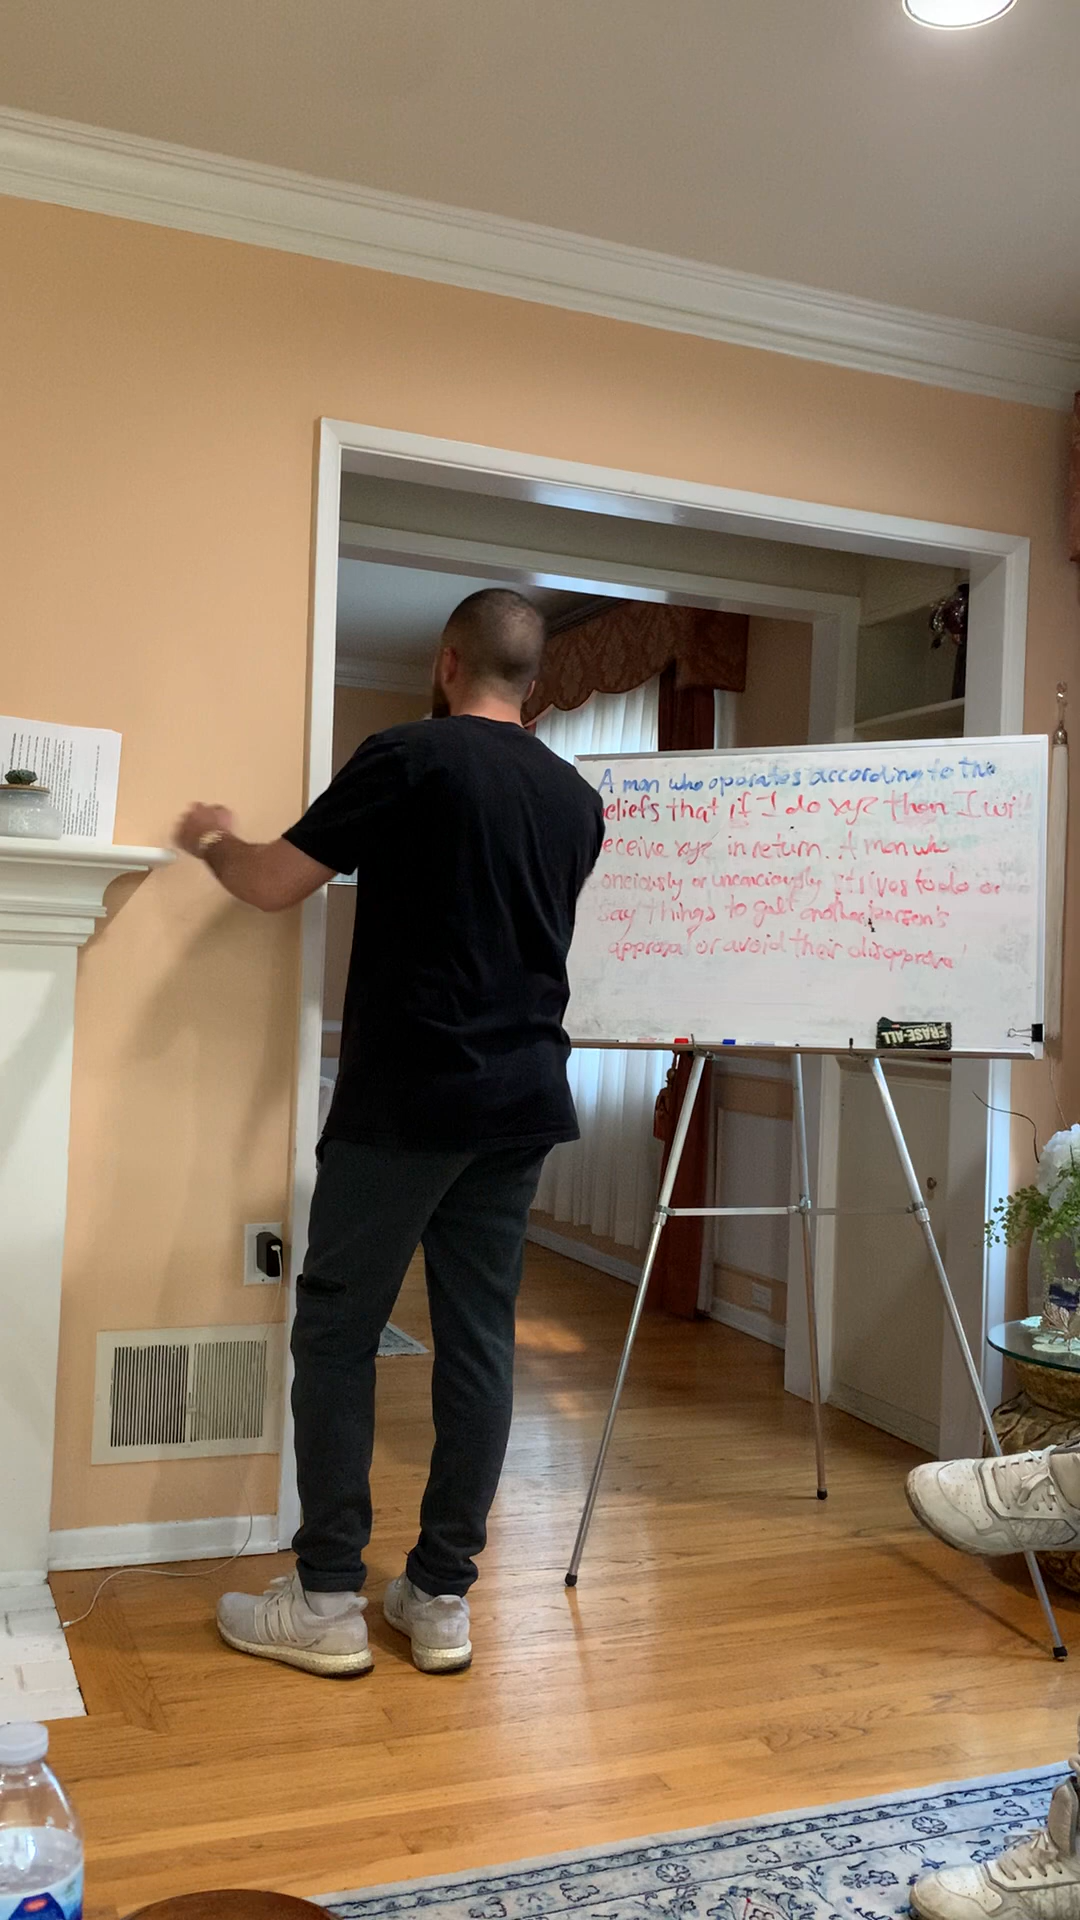 A man who operates according to the
eliefs that if I do xyz then I wil
eceive xyz in return. A man who
onciously or unconciously strives to do or
say things to gain another person's
approval or avoid their disapproval
ERASE-ALL